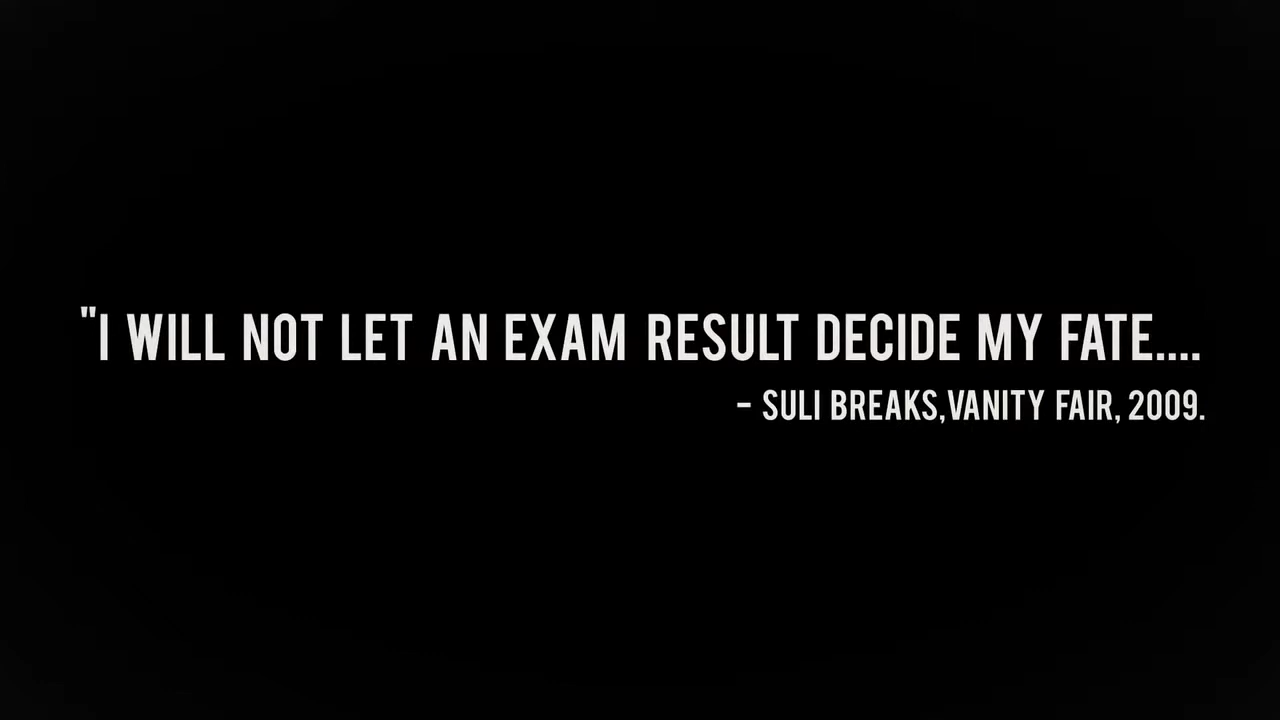 "I WILL NOT LET AN EXAM RESULT DECIDE MY FATE....
- SULI BREAKS,VANITY FAIR, 2009.